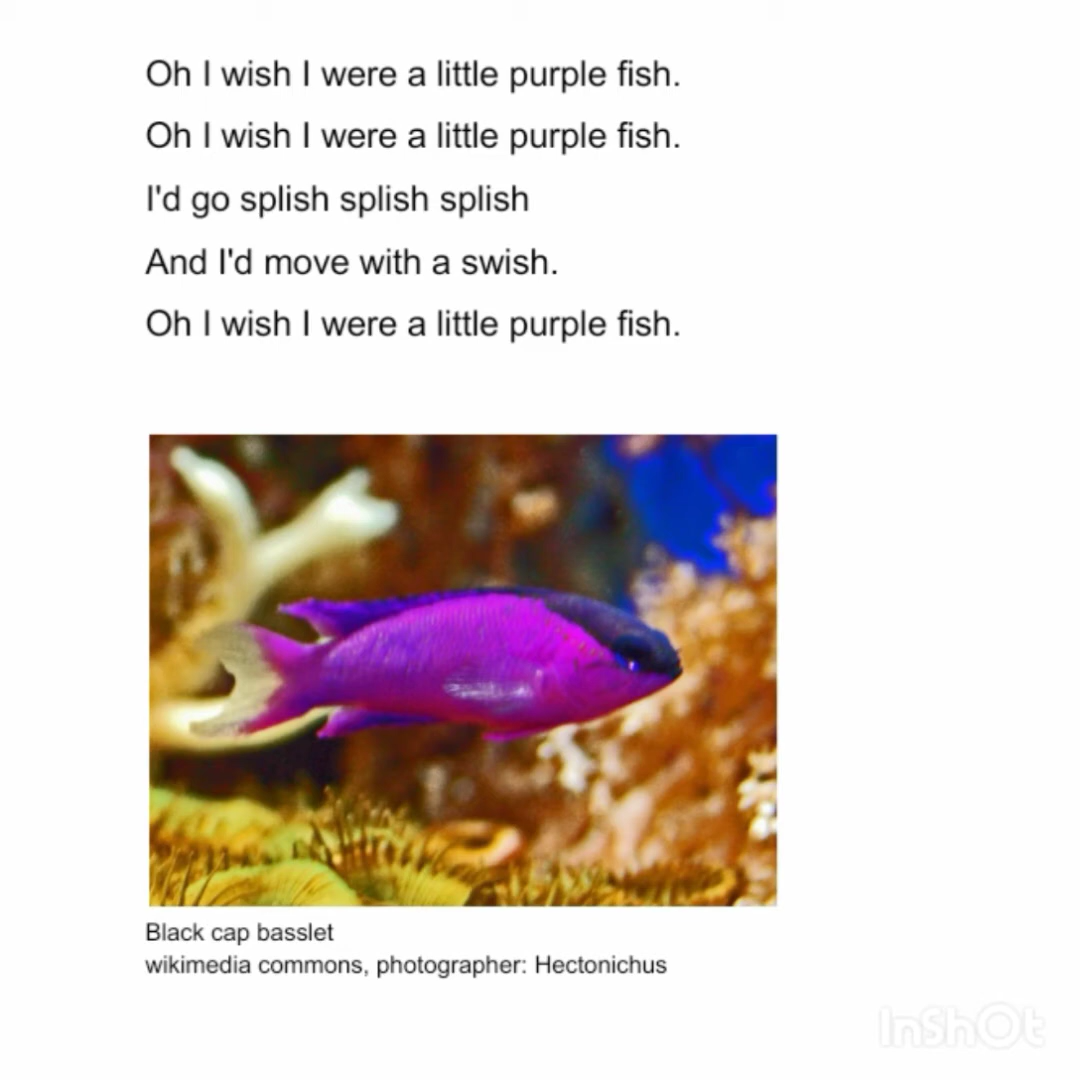 Oh I wish I were a little purple fish.
Oh I wish I were a little purple fish.
I'd go splish splish splish
And I'd move with a swish.
Oh I wish I were a little purple fish.
Black cap basslet
wikimedia commons, photographer: Hectonichus
InShOt